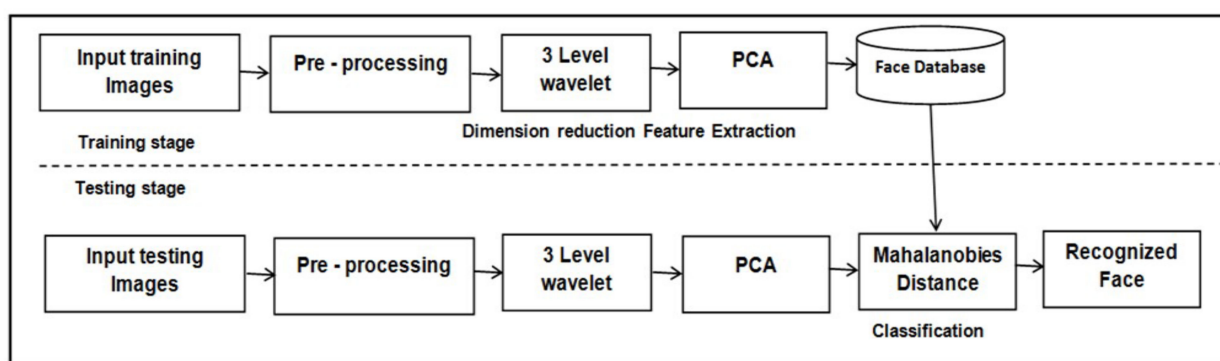 Input training
Images
Pre - processing
3 Level
wavelet
PCA
Face Database
Dimension reduction Feature Extraction
Training stage
Testing stage
Input testing
Images
Pre - processing
3 Level
wavelet
PCA
Mahalanobies
Distance
Recognized
Face
Classification